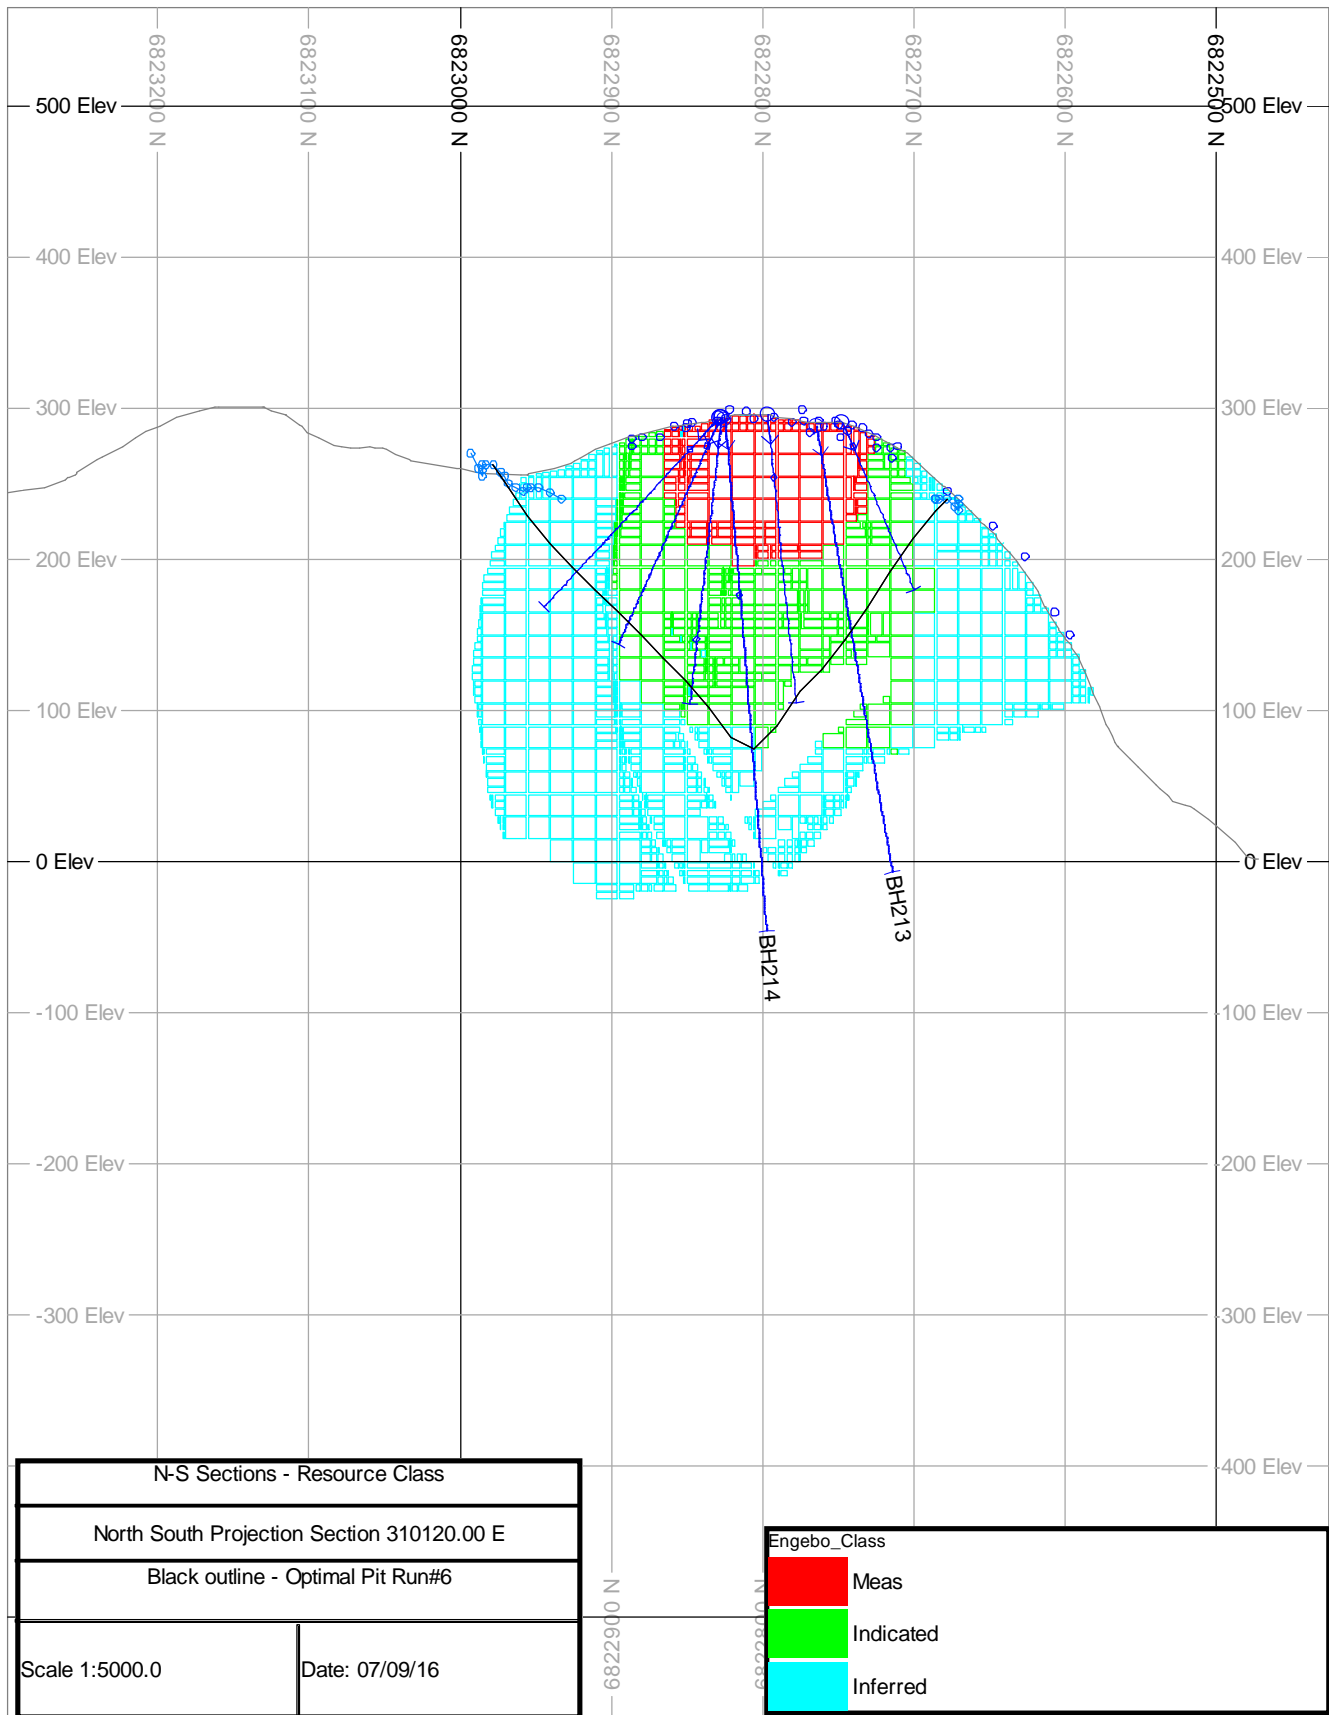 6823200 N
6823100 N
6823000 N
6822900 N
6822800 N
6822700 N
6822600 N
6822500 N
500 Elev
500 Elev
400 Elev
400 Elev
300 Elev
300 Elev
200 Elev
200 Elev
100 Elev
100 Elev
0 Elev
0 Elev
BH213
BH214
-100 Elev
-100 Elev
-200 Elev
-200 Elev
-300 Elev
-300 Elev
-400 Elev
N-S Sections - Resource Class
North South Projection Section 310120.00 E
Black outline - Optimal Pit Run#6
Scale 1:5000.0
Date: 07/09/16
6822900 N
6822800 N
Engebo_Class
Meas
Indicated
Inferred